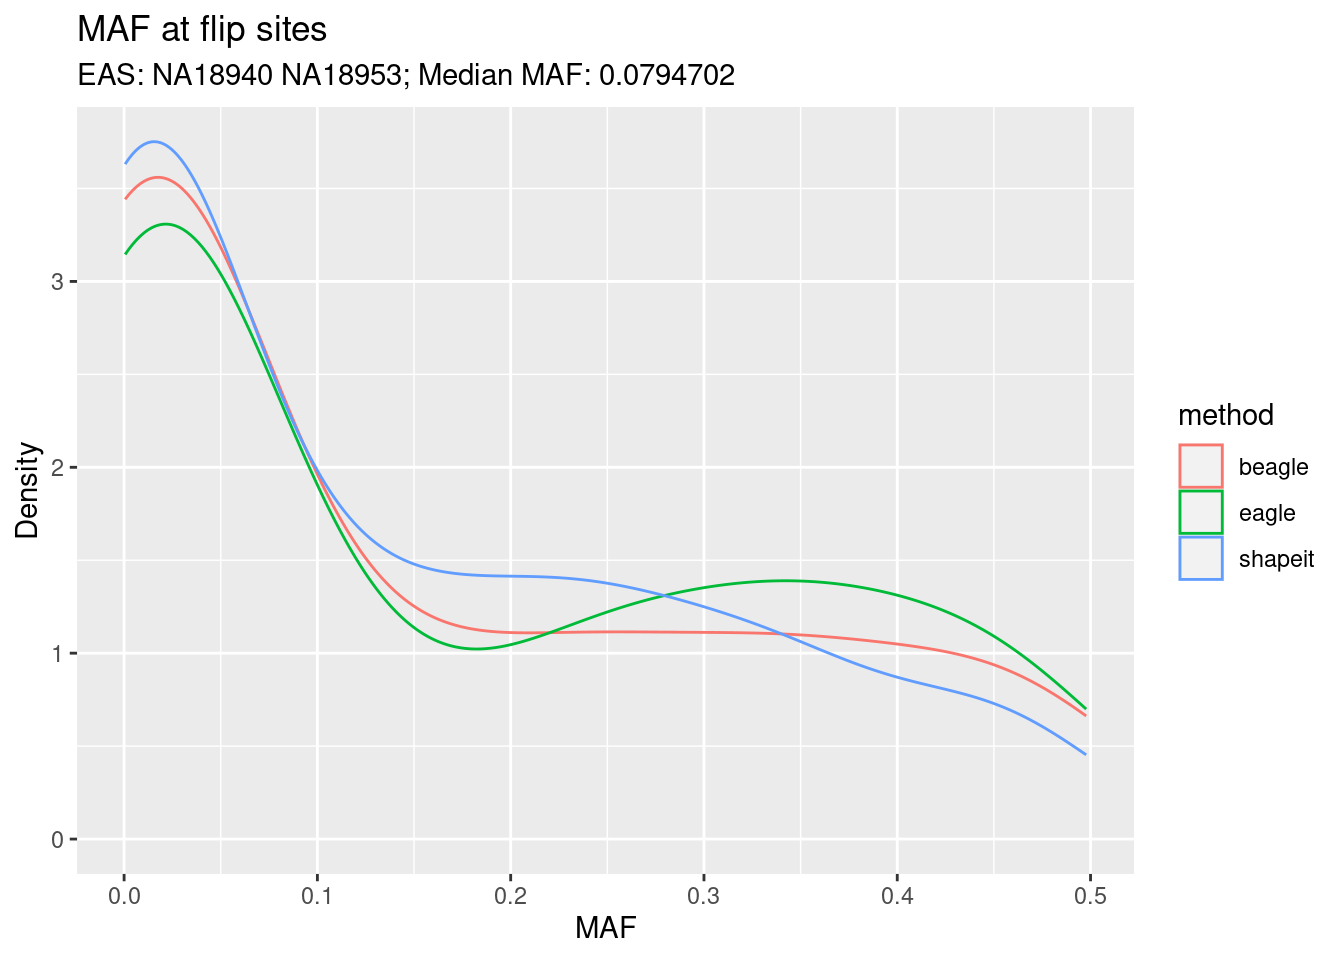 MAF at flip sites
EAS: NA18940 NA18953; Median MAF: 0.0794702
Density
3
2
1
0
0.0 0.1 0.2 0.3 0.4 0.5
MAF
method
beagle
eagle
shapeit